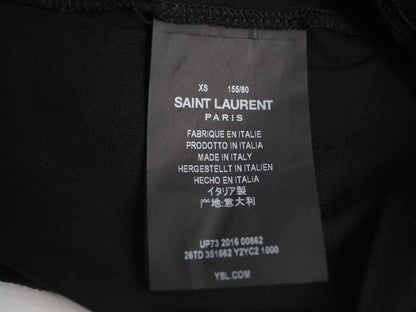 XS 155/80
SAINT LAURENT
PARIS
FABRIQUE EN ITALIE
PRODOTTO IN ITALIA
MADE IN ITALY
HERGESTELLT IN ITALIEN
HECHO EN ITALIA
イタリア製
产地:意大利
UP73 2016 00862
26TD 351662 Y2YC2 1000
YSL.COM